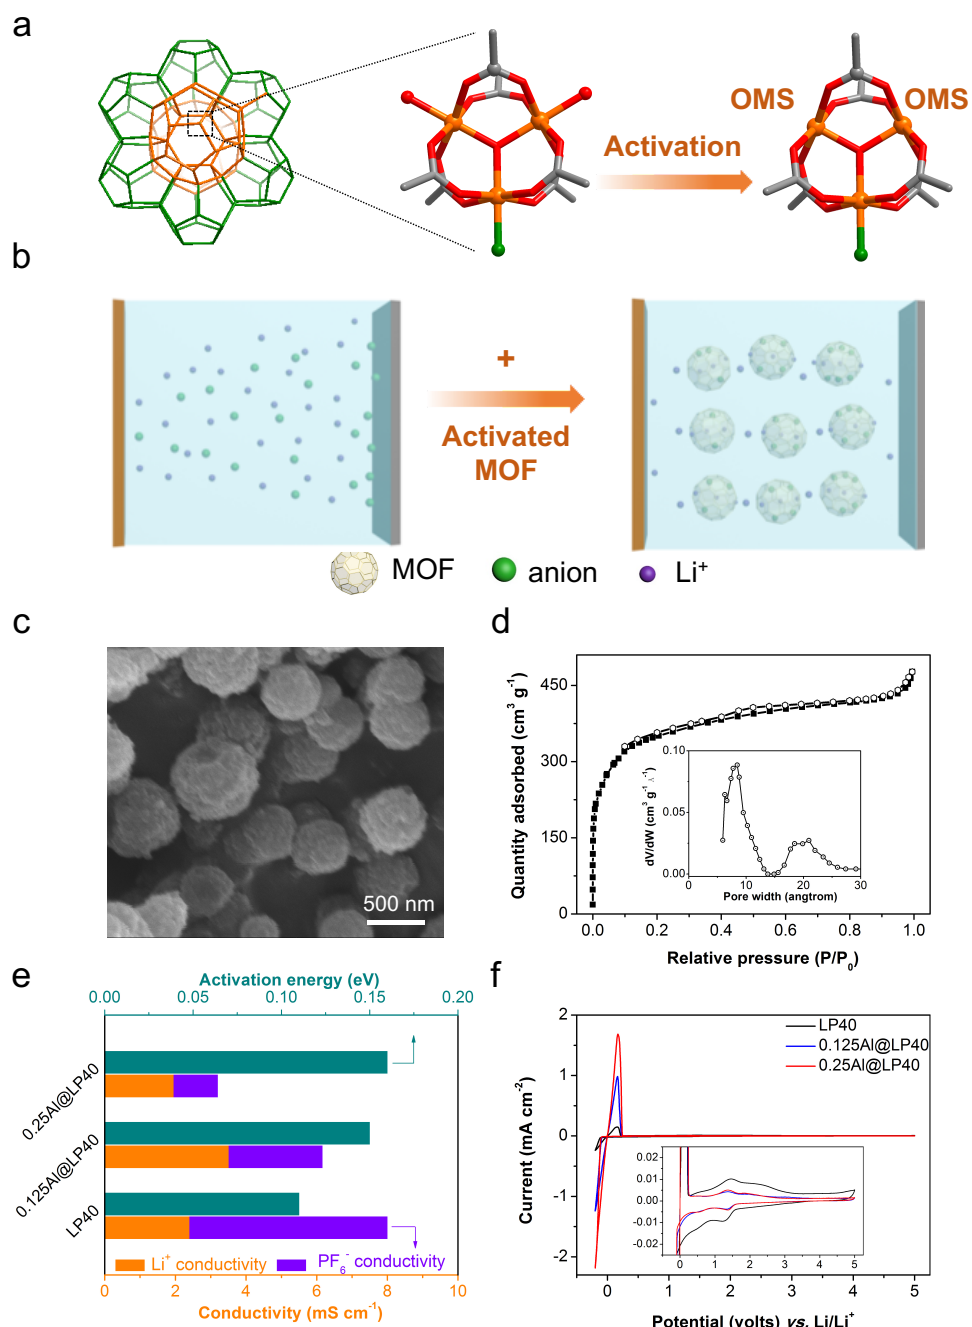 a
OMS
OMS
Activation
b
+
Activated
MOF
MOF
anion
Li⁺
c
500 nm
d
Quantity adsorbed (cm³ g⁻¹)
450
300
150
0
0.0 0.2 0.4 0.6 0.8 1.0
Relative pressure (P/P₀)
dV/dW (cm³ g⁻¹ λ⁻¹)
0.10
0.05
0.00
0 10 20 30
Pore width (angtrom)
e
Activation energy (eV)
0.00 0.05 0.10 0.15 0.20
0.25Al@LP40
0.125Al@LP40
LP40
Li⁺ conductivity
PF₆⁻ conductivity
0 2 4 6 8 10
Conductivity (mS cm⁻¹)
f
Current (mA cm⁻²)
2
1
0
-1
-2
LP40
0.125Al@LP40
0.25Al@LP40
0.02
0.01
0.00
-0.01
-0.02
0 1 2 3 4 5
0 1 2 3 4 5
Potential (volts) vs. Li/Li⁺